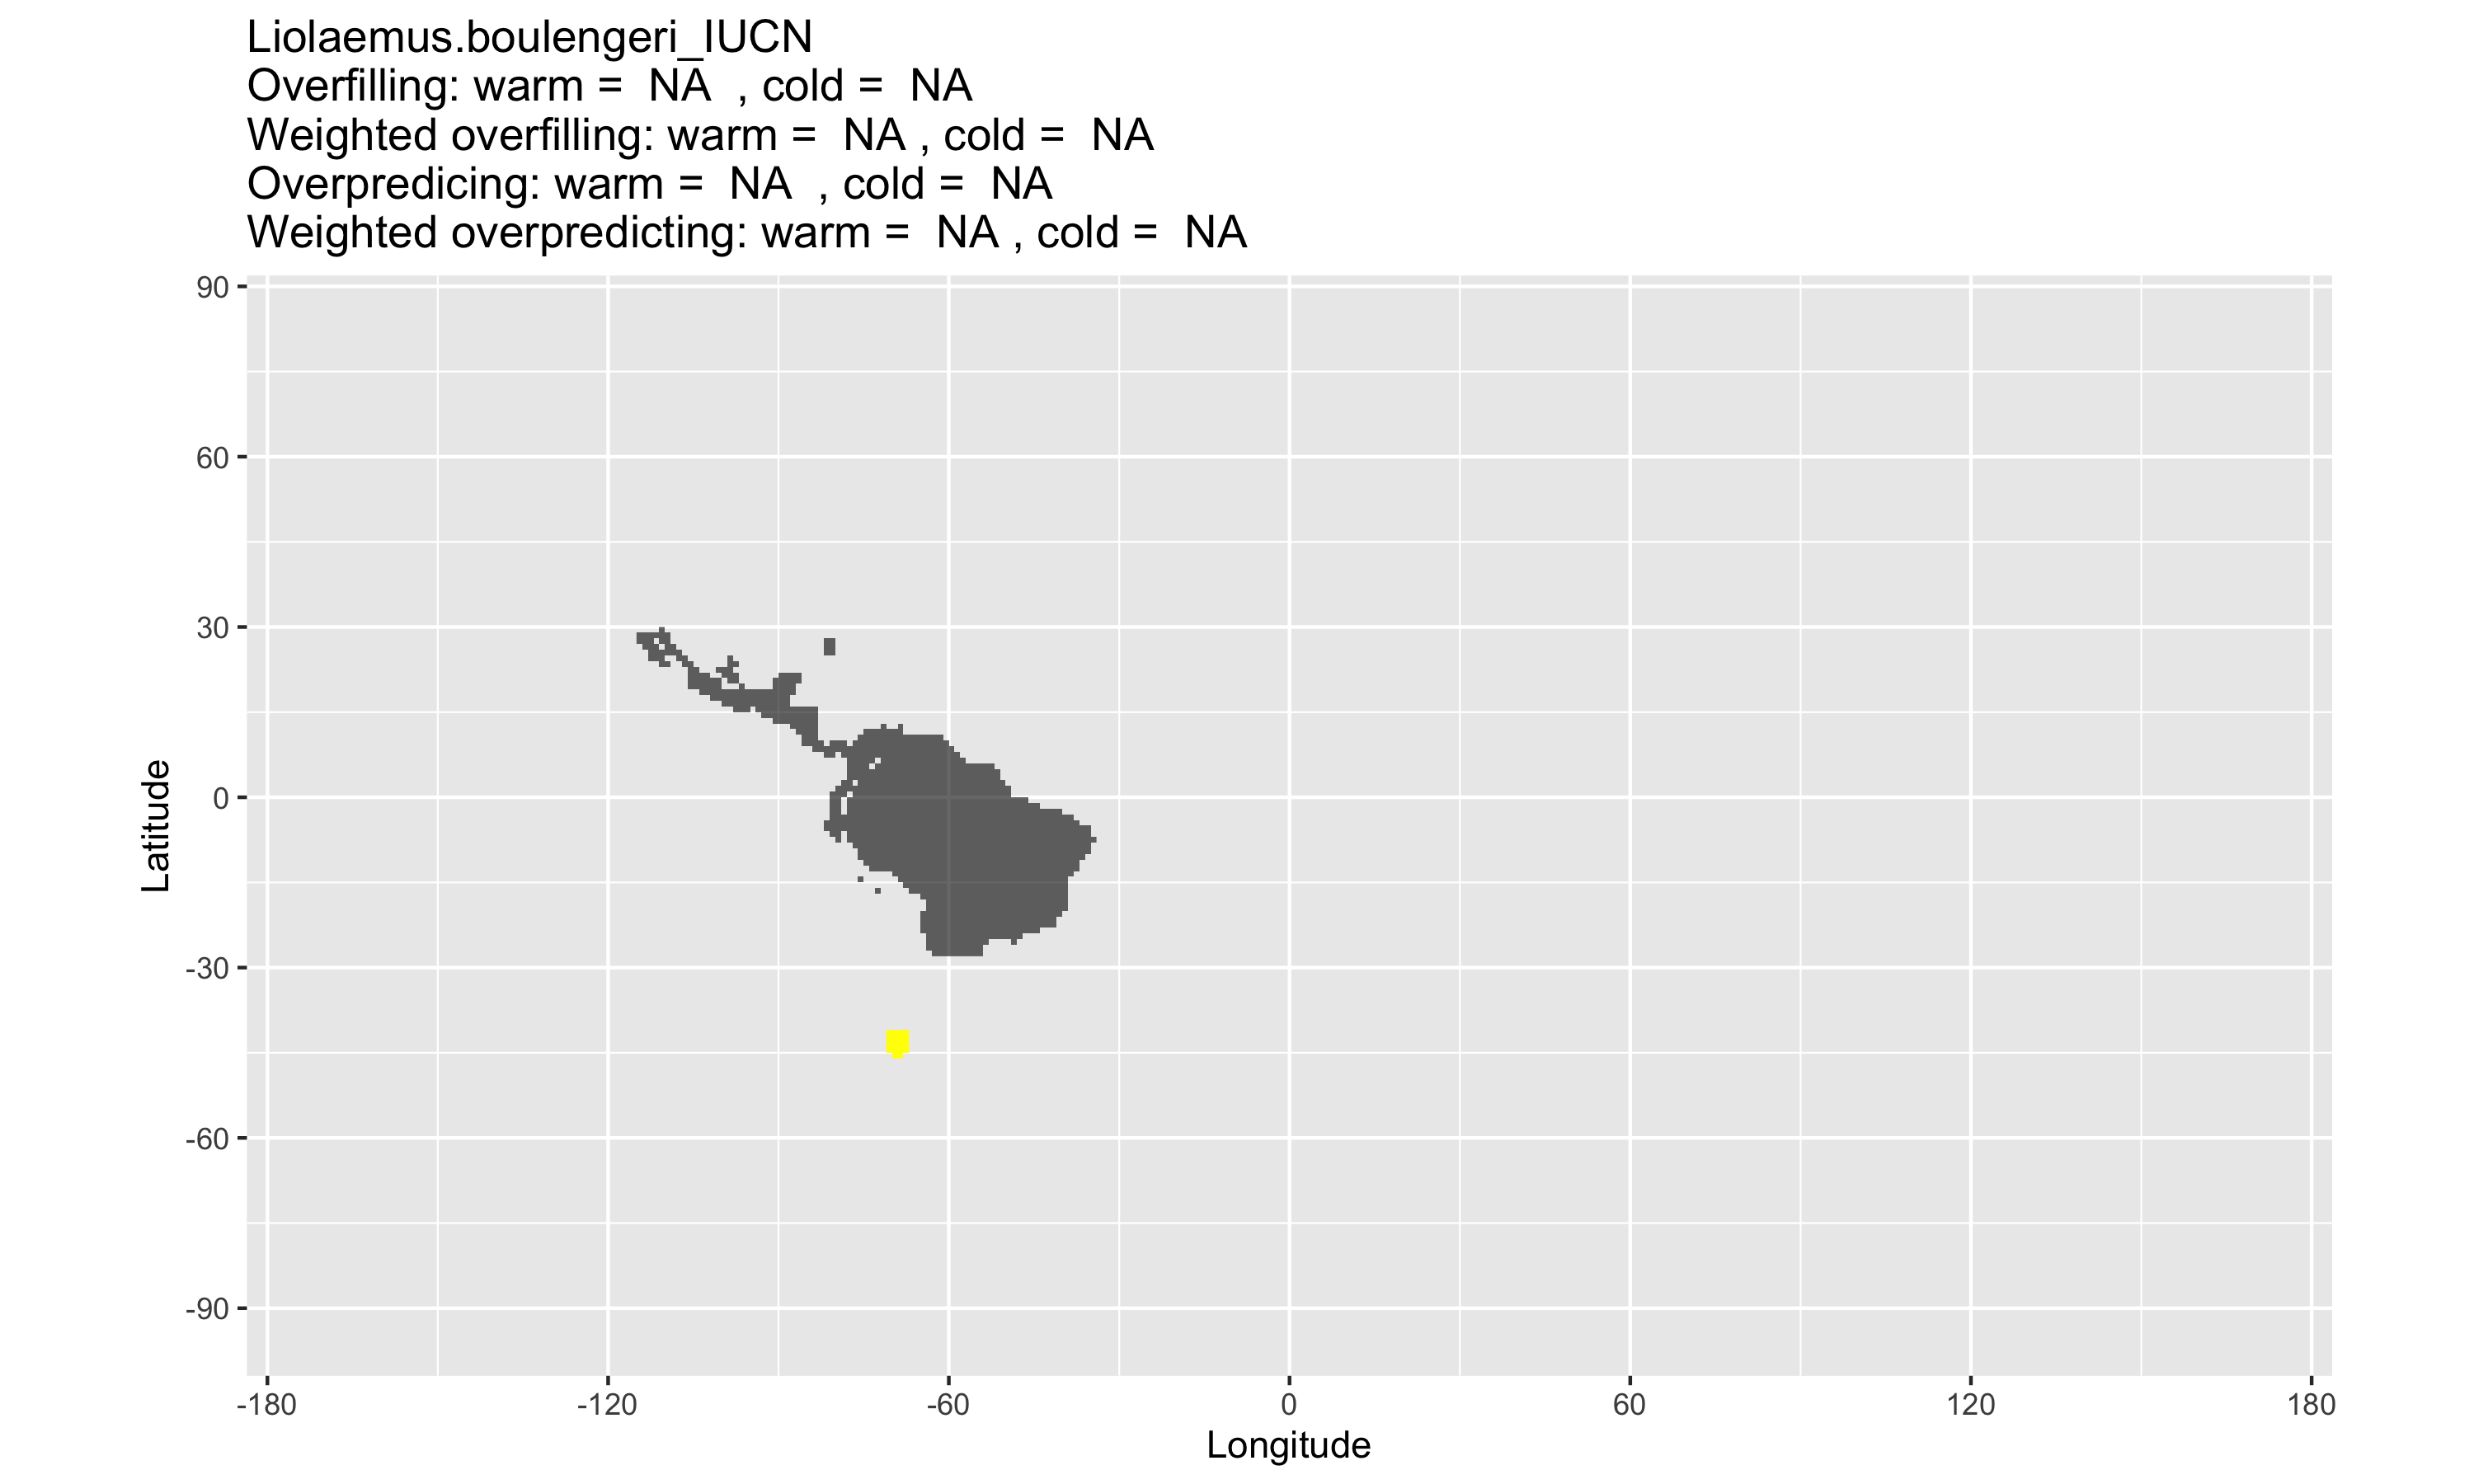 Liolaemus.boulengeri_IUCN
Overfilling: warm =  NA  , cold =  NA
Weighted overfilling: warm =  NA , cold =  NA
Overpredicing: warm =  NA  , cold =  NA
Weighted overpredicting: warm =  NA , cold =  NA
90
60
30
0
-30
-60
-90
Latitude
-180
-120
-60
0
60
120
180
Longitude